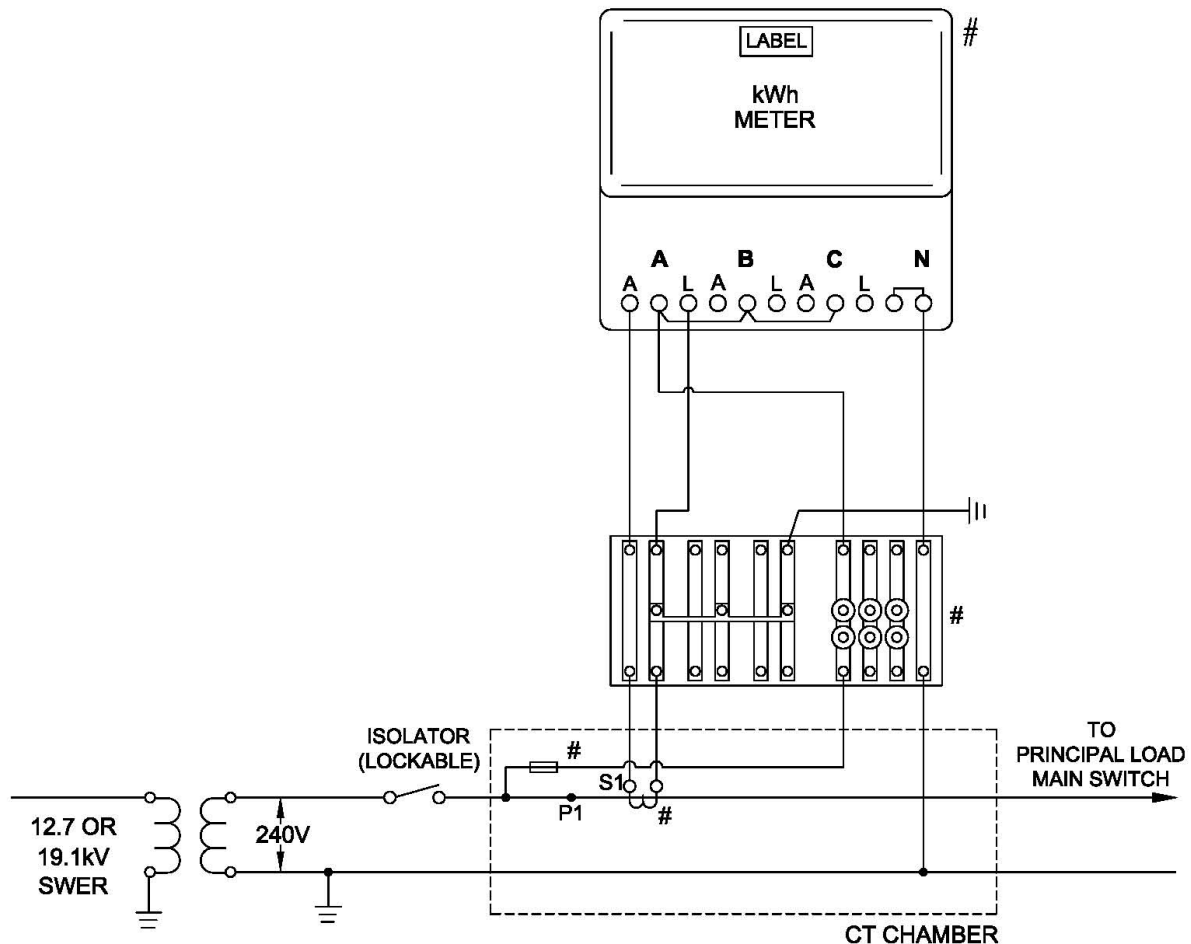 LABEL
#
kWh
METER
A B C N
A L A L A L
#
ISOLATOR
(LOCKABLE)
#
TO
PRINCIPAL LOAD
MAIN SWITCH
S1
P1
#
12.7 OR
19.1kV
SWER
240V
CT CHAMBER